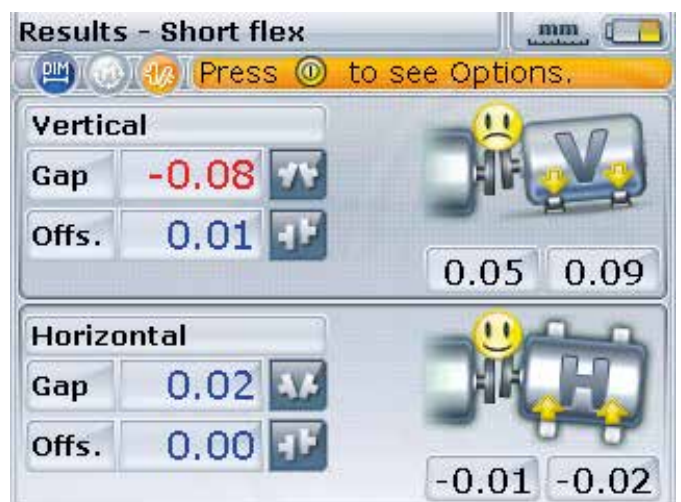 Results - Short flex mm
DIM Press to see Options.
Vertical
Gap -0.08
Offs. 0.01
V
0.05 0.09
Horizontal
Gap 0.02
Offs. 0.00
H
-0.01 -0.02